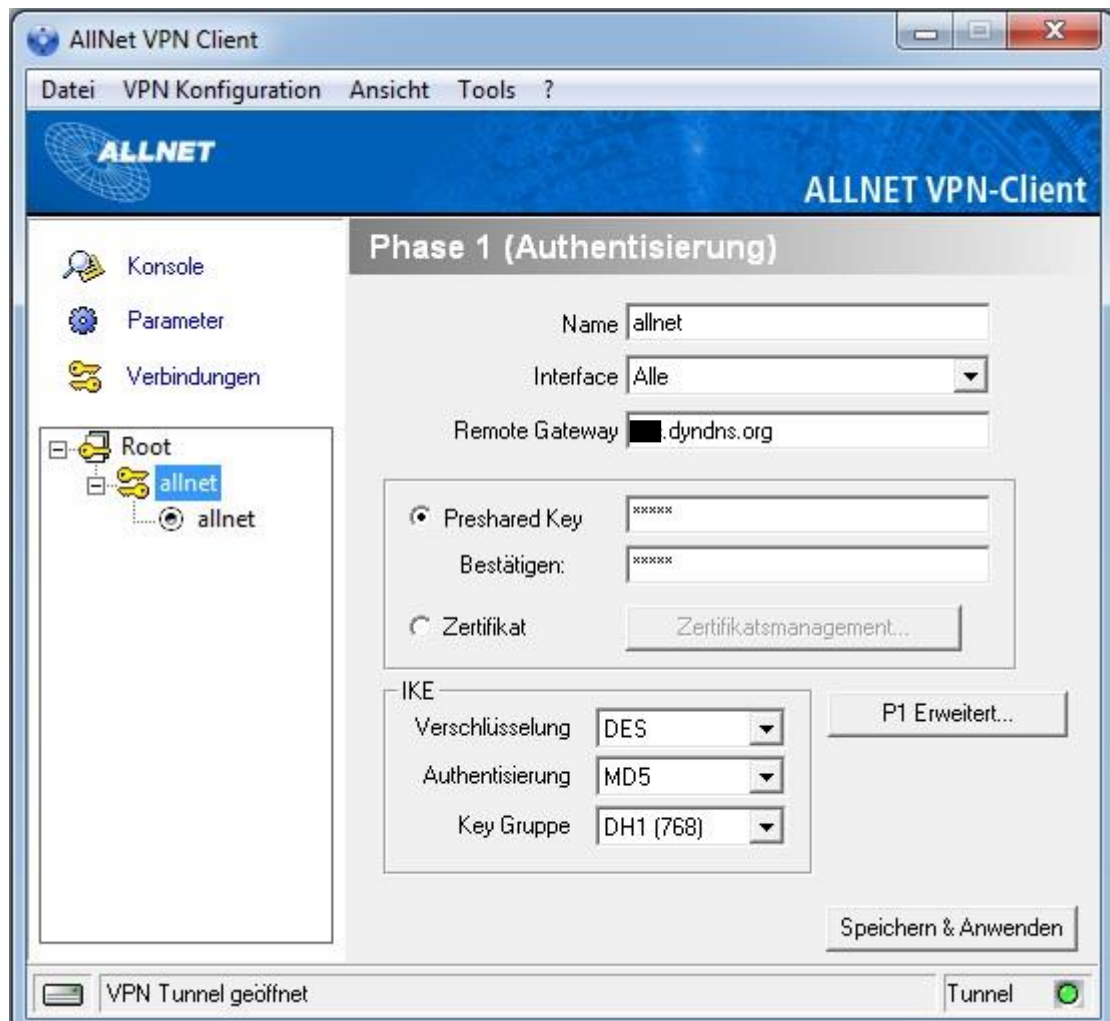 AllNet VPN Client
Datei VPN Konfiguration Ansicht Tools ?
ALLNET
ALLNET VPN-Client
Konsole
Parameter
Verbindungen
Root
allnet
allnet
Phase 1 (Authentisierung)
Name allnet
Interface Alle
Remote Gateway .dyndns.org
Preshared Key *****
Bestätigen: *****
Zertifikat Zertifikatsmanagement...
IKE
Verschlüsselung DES
Authentisierung MD5
Key Gruppe DH1 (768)
P1 Erweitert...
Speichern & Anwenden
VPN Tunnel geöffnet Tunnel